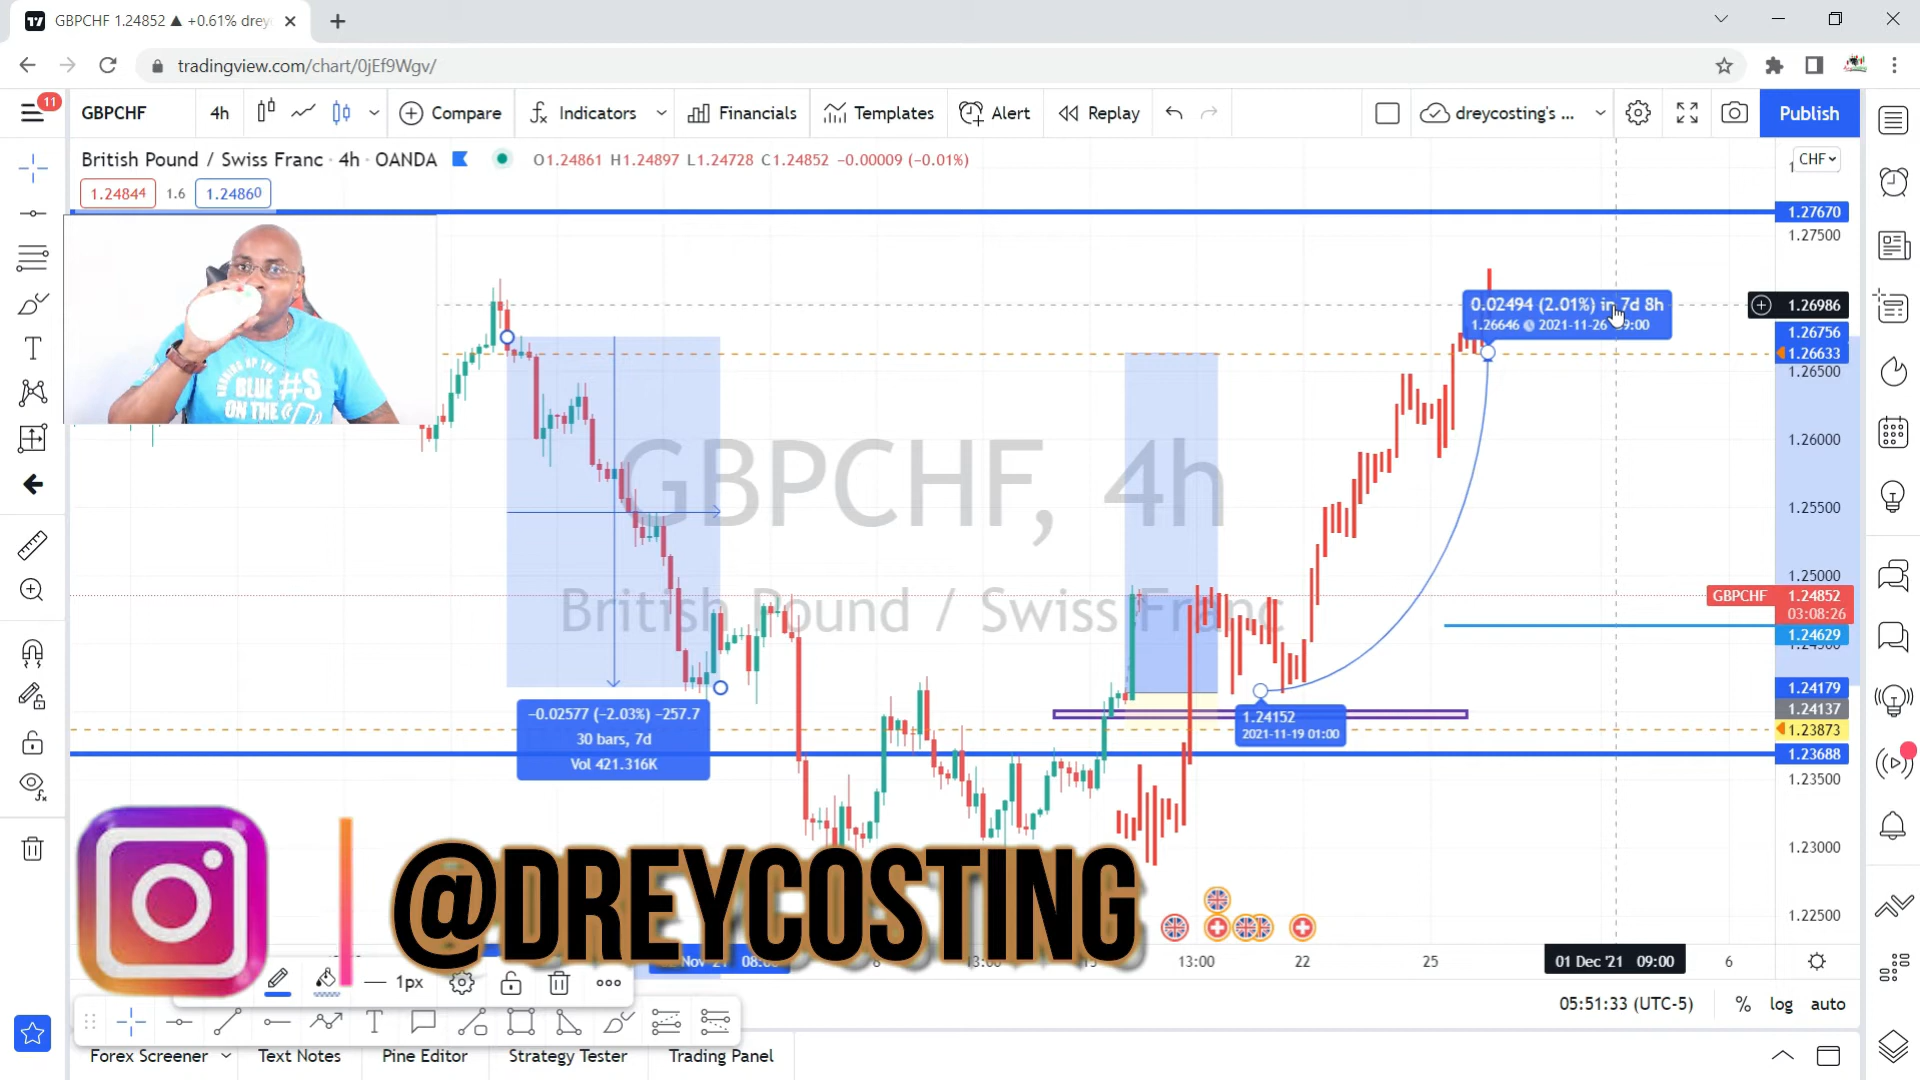 GBPCHF 1.24852 ▲ +0.61% drey
tradingview.com/chart/0jEf9Wgv/
11
GBPCHF 4h Compare Indicators Financials Templates Alert Replay dreycosting's ... Publish
British Pound / Swiss Franc · 4h · OANDA O1.24861 H1.24897 L1.24728 C1.24852 −0.00009 (−0.01%)
CHF
1.24844 1.6 1.24860
1.27670
1.27500
0.02494 (2.01%) in 7d 8h
1.26986
1.26756
1.26633
1.26500
1.26000
1.25500
1.25000
GBPCHF 1.24852
03:08:26
1.24629
1.24179
1.24137
1.23873
1.23688
1.23500
1.23000
1.22500
BLUE #S
ON THE
GBPCHF, 4h
British Pound / Swiss Franc
−0.02577 (−2.03%) −257.7
30 bars, 7d
Vol 421.316K
1.24152
2021-11-19 01:00
@DREYCOSTING
13:00 22 25 01 Dec '21 09:00 6
1px
05:51:33 (UTC-5) % log auto
Forex Screener Text Notes Pine Editor Strategy Tester Trading Panel